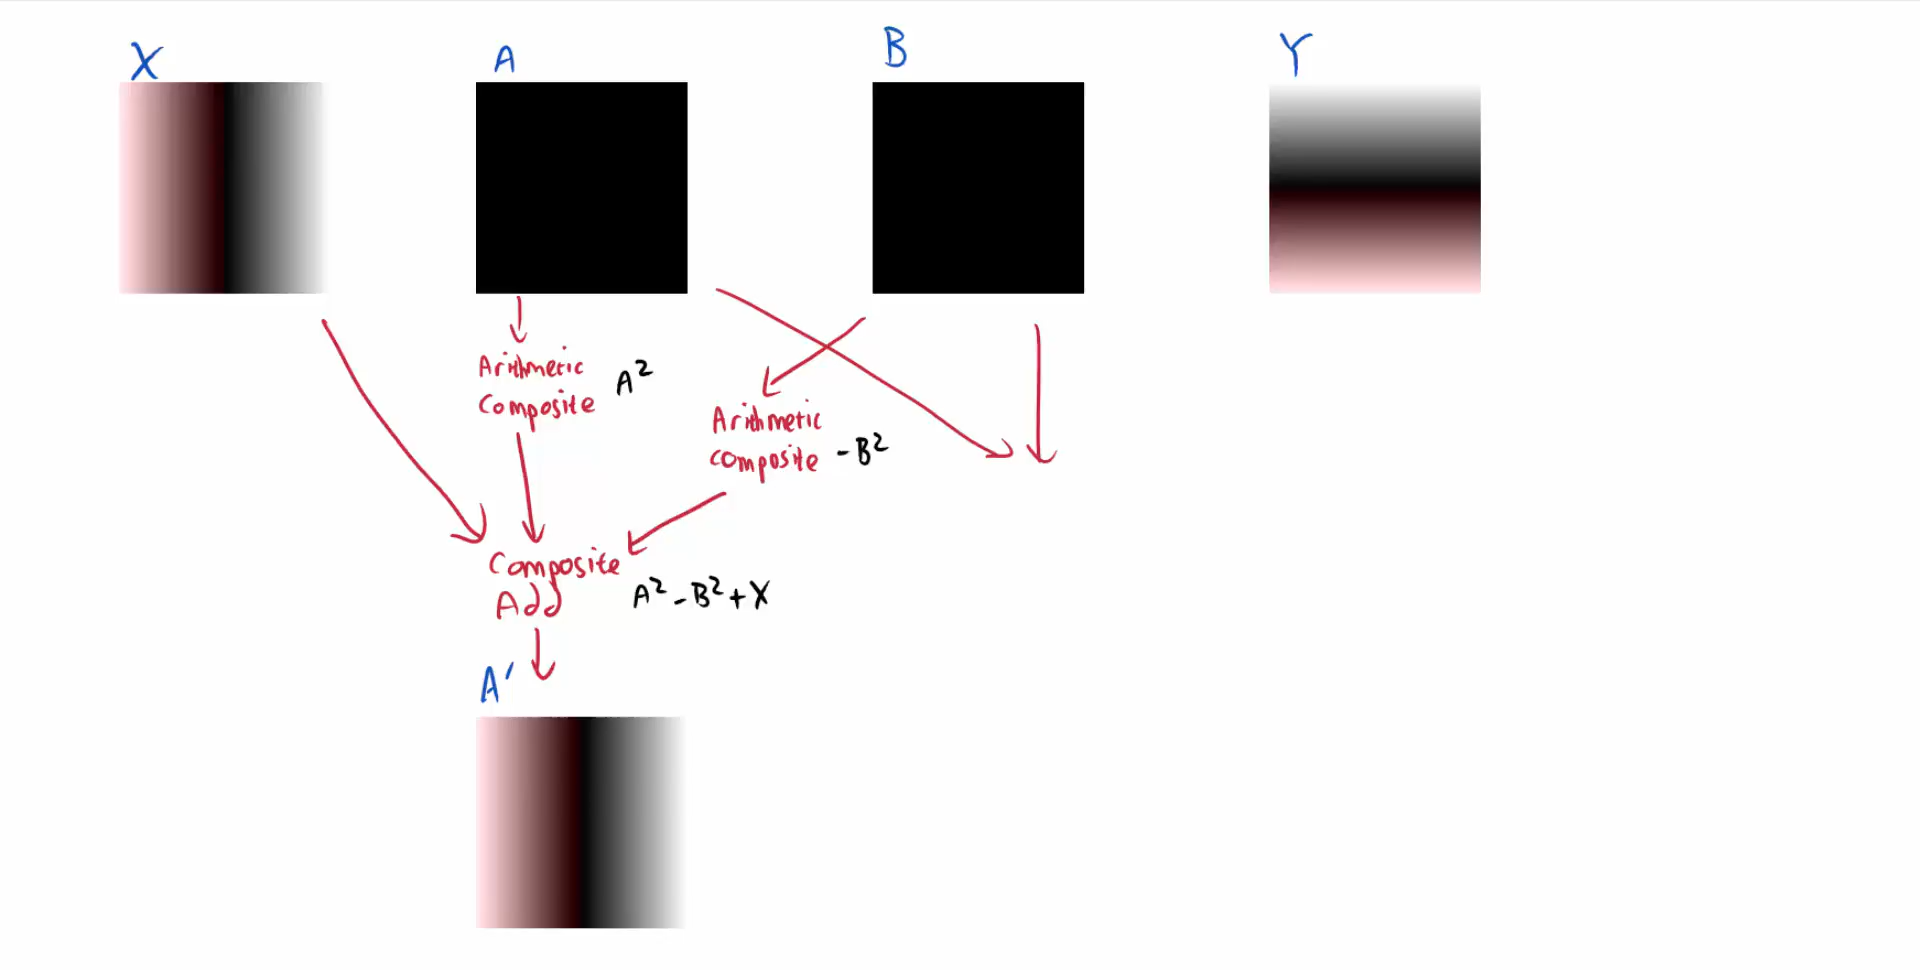 X
A
B
Y
Arithmetic
Composite
A²
Arithmetic
composite
-B²
Composite
Add
A²-B²+X
A'